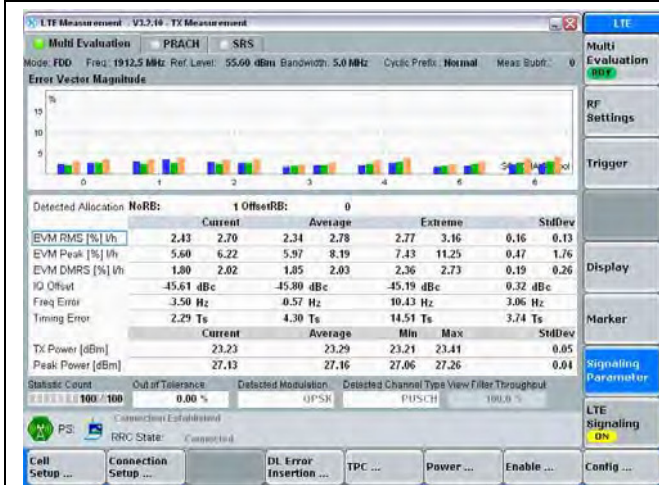 LTE Measurement - V3.2.10 - TX Measurement
LTE
Multi Evaluation PRACH SRS
Multi Evaluation
RDY
Mode: FDD Freq.: 1912.5 MHz Ref. Level: 55.60 dBm Bandwidth: 5.0 MHz Cyclic Prefix: Normal Meas Subfr.: 0
Error Vector Magnitude
%
15
10
5
0 1 2 3 4 5 6
RF Settings
Trigger
Detected Allocation NoRB: 1 OffsetRB: 0
Current Average Extreme StdDev
EVM RMS [%] l/h 2.43 2.70 2.34 2.78 2.77 3.16 0.16 0.13
EVM Peak [%] l/h 5.60 6.22 5.97 8.19 7.43 11.25 0.47 1.76
EVM DMRS [%] l/h 1.80 2.02 1.85 2.03 2.36 2.73 0.19 0.26
IQ Offset -45.61 dBc -45.80 dBc -45.19 dBc 0.32 dBc
Freq Error -3.50 Hz -0.57 Hz 10.43 Hz 3.06 Hz
Timing Error 2.29 Ts 4.30 Ts 14.51 Ts 3.74 Ts
Current Average Min Max StdDev
TX Power [dBm] 23.23 23.29 23.21 23.41 0.05
Peak Power [dBm] 27.13 27.16 27.06 27.26 0.04
Display
Marker
Signaling Parameter
Statistic Count Out of Tolerance Detected Modulation Detected Channel Type View Filter Throughput
100 / 100 0.00 % QPSK PUSCH 100.0 %
PS: Connection Established
RRC State: Connected
LTE Signaling
ON
Cell Setup ...
Connection Setup ...
DL Error Insertion ...
TPC ...
Power ...
Enable ...
Config ...